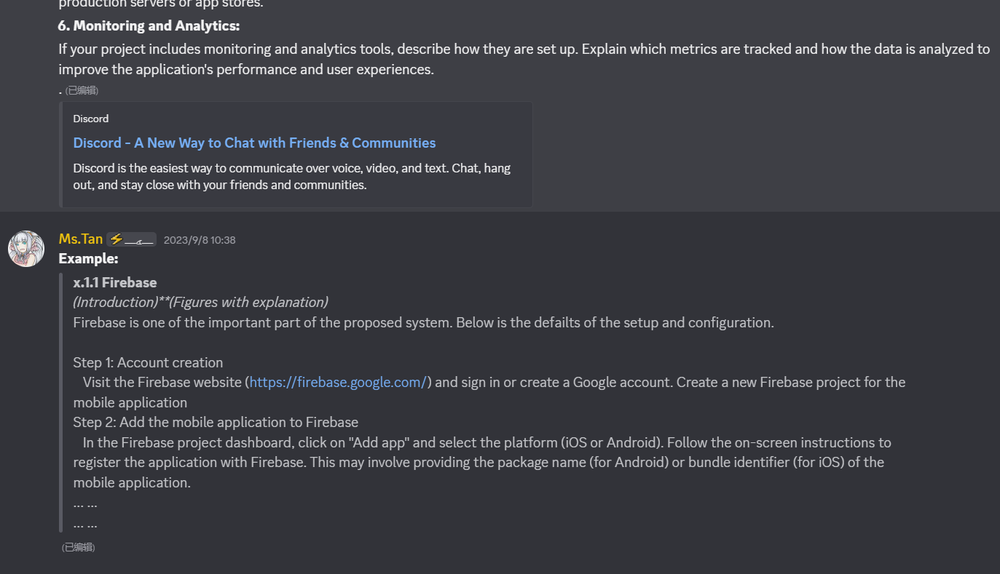 production servers or app stores.
6. Monitoring and Analytics:
If your project includes monitoring and analytics tools, describe how they are set up. Explain which metrics are tracked and how the data is analyzed to
improve the application's performance and user experiences.
. (已编辑)
Discord
Discord - A New Way to Chat with Friends & Communities
Discord is the easiest way to communicate over voice, video, and text. Chat, hang
out, and stay close with your friends and communities.
Ms.Tan 2023/9/8 10:38
Example:
x.1.1 Firebase
(Introduction)**(Figures with explanation)
Firebase is one of the important part of the proposed system. Below is the defailts of the setup and configuration.
Step 1: Account creation
Visit the Firebase website (https://firebase.google.com/) and sign in or create a Google account. Create a new Firebase project for the
mobile application
Step 2: Add the mobile application to Firebase
In the Firebase project dashboard, click on "Add app" and select the platform (iOS or Android). Follow the on-screen instructions to
register the application with Firebase. This may involve providing the package name (for Android) or bundle identifier (for iOS) of the
mobile application.
... ...
... ...
(已编辑)